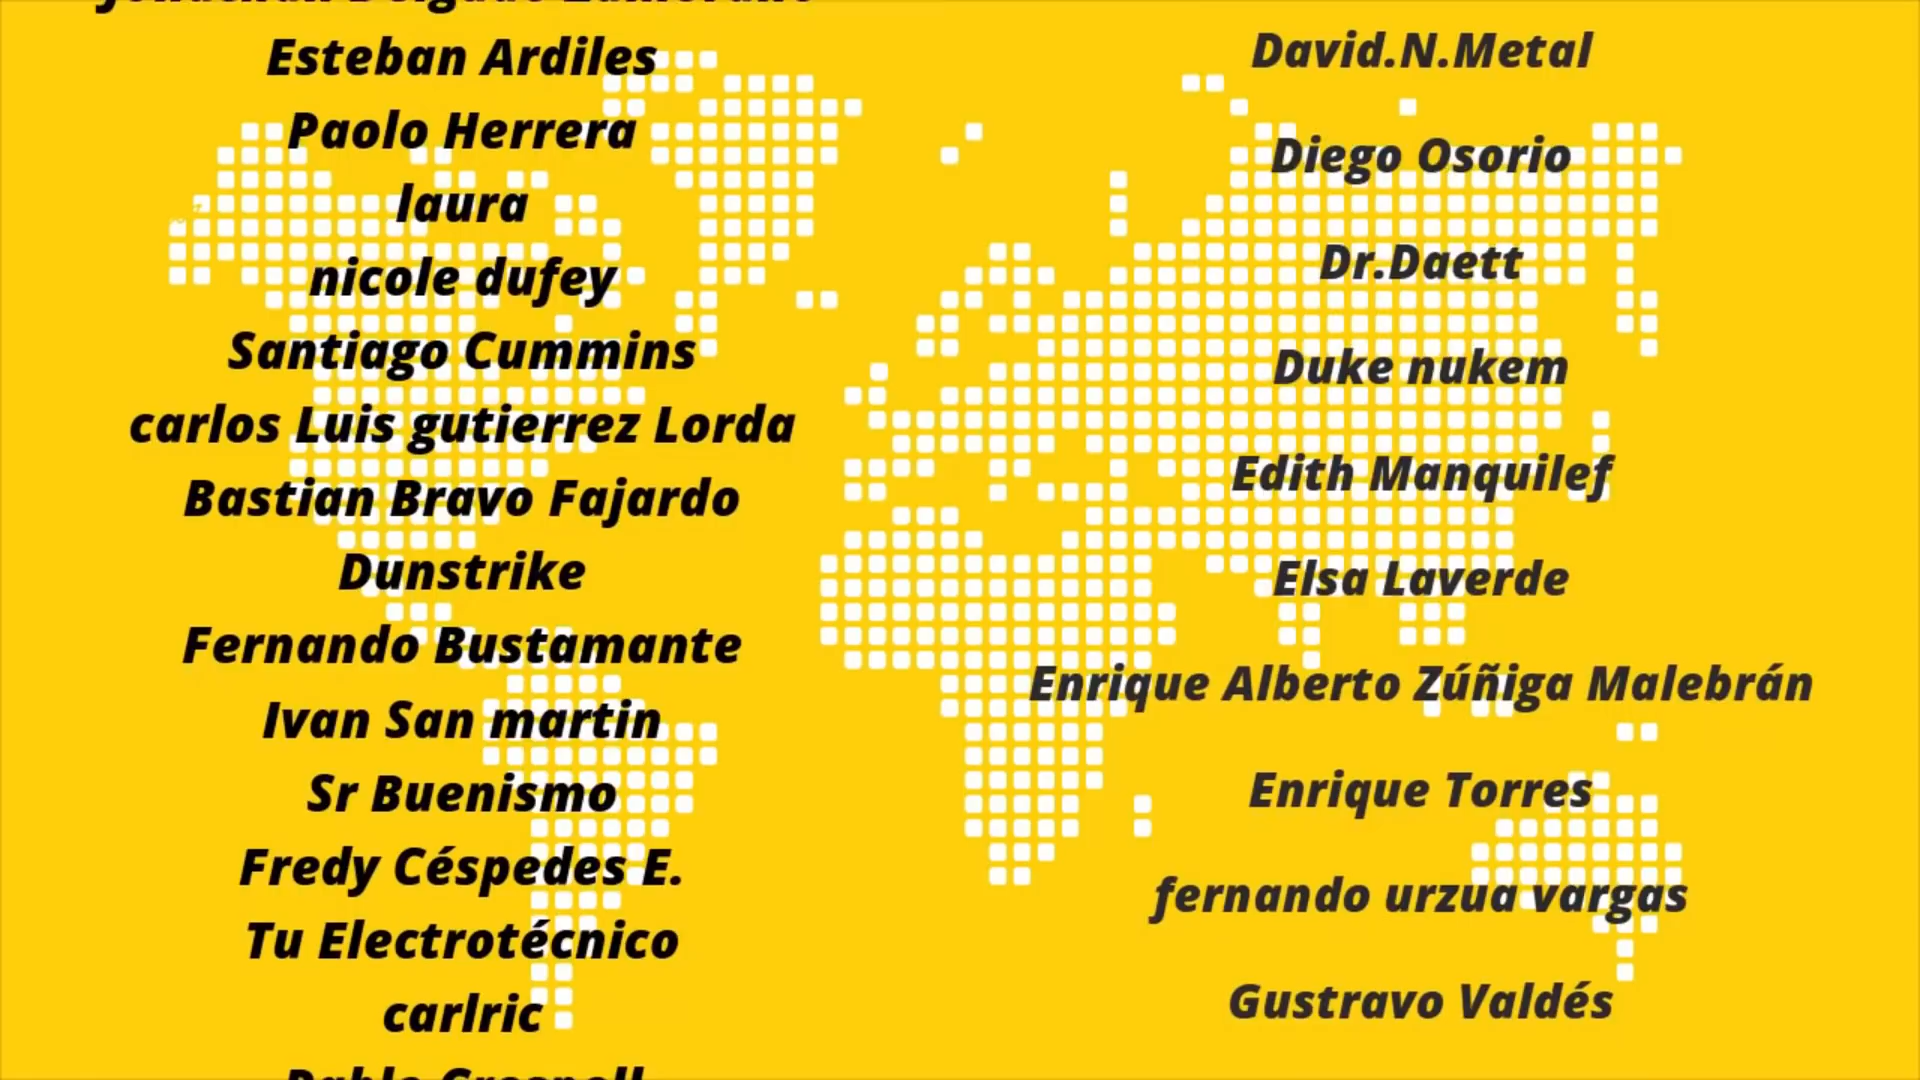 Esteban Ardiles
Paolo Herrera
laura
nicole dufey
Santiago Cummins
carlos Luis gutierrez Lorda
Bastian Bravo Fajardo
Dunstrike
Fernando Bustamante
Ivan San martin
Sr Buenismo
Fredy Céspedes E.
Tu Electrotécnico
carlric
David.N.Metal
Diego Osorio
Dr.Daett
Duke nukem
Edith Manquilef
Elsa Laverde
Enrique Alberto Zúñiga Malebrán
Enrique Torres
fernando urzua vargas
Gustravo Valdés